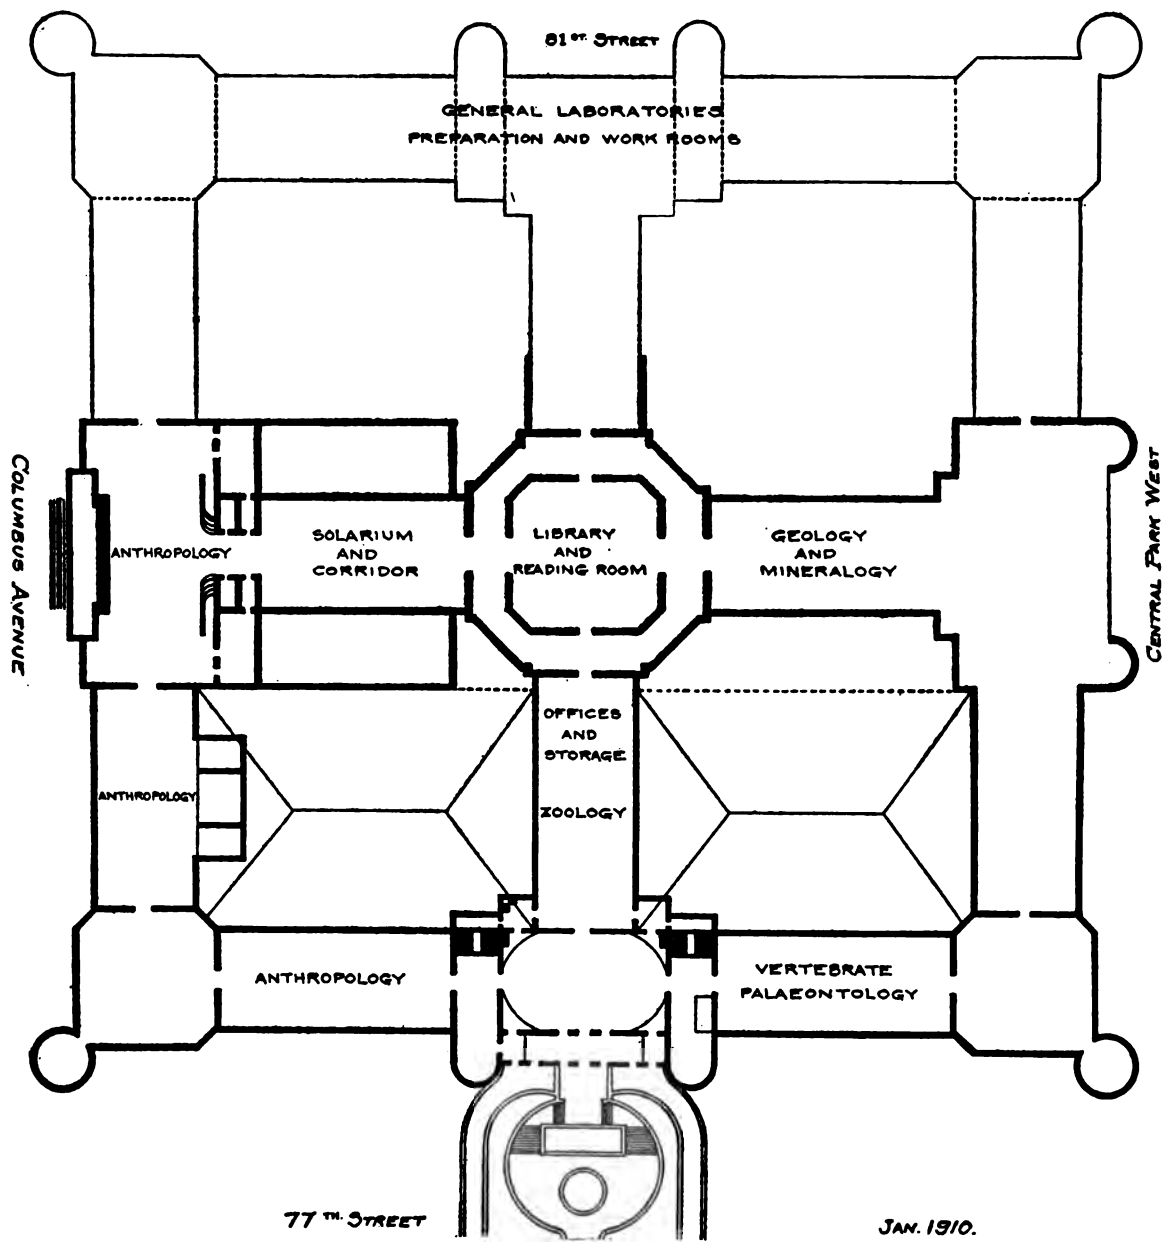 81ST. STREET
GENERAL LABORATORIES
PREPARATION AND WORK ROOMS
COLUMBUS AVENUE
ANTHROPOLOGY
SOLARIUM
AND
CORRIDOR
LIBRARY
AND
READING ROOM
GEOLOGY
AND
MINERALOGY
CENTRAL PARK WEST
OFFICES
AND
STORAGE
ZOOLOGY
ANTHROPOLOGY
ANTHROPOLOGY
VERTEBRATE
PALAEONTOLOGY
77TH. STREET
JAN. 1910.